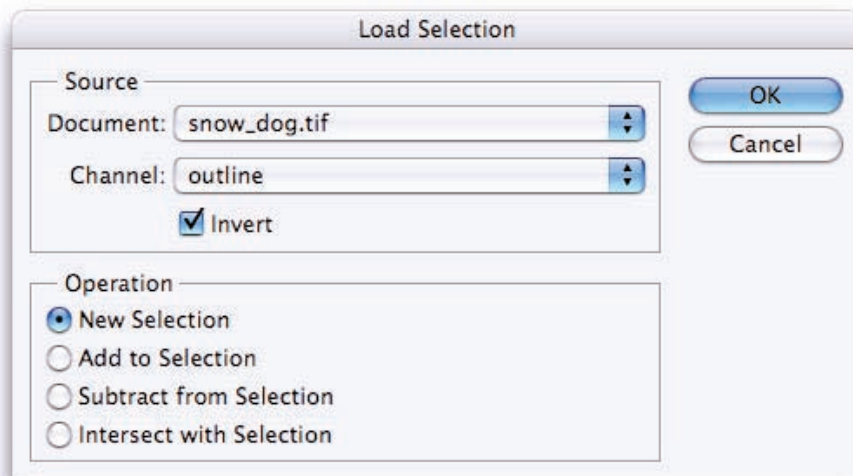 Load Selection
Source
Document: snow_dog.tif
Channel: outline
Invert
OK
Cancel
Operation
New Selection
Add to Selection
Subtract from Selection
Intersect with Selection